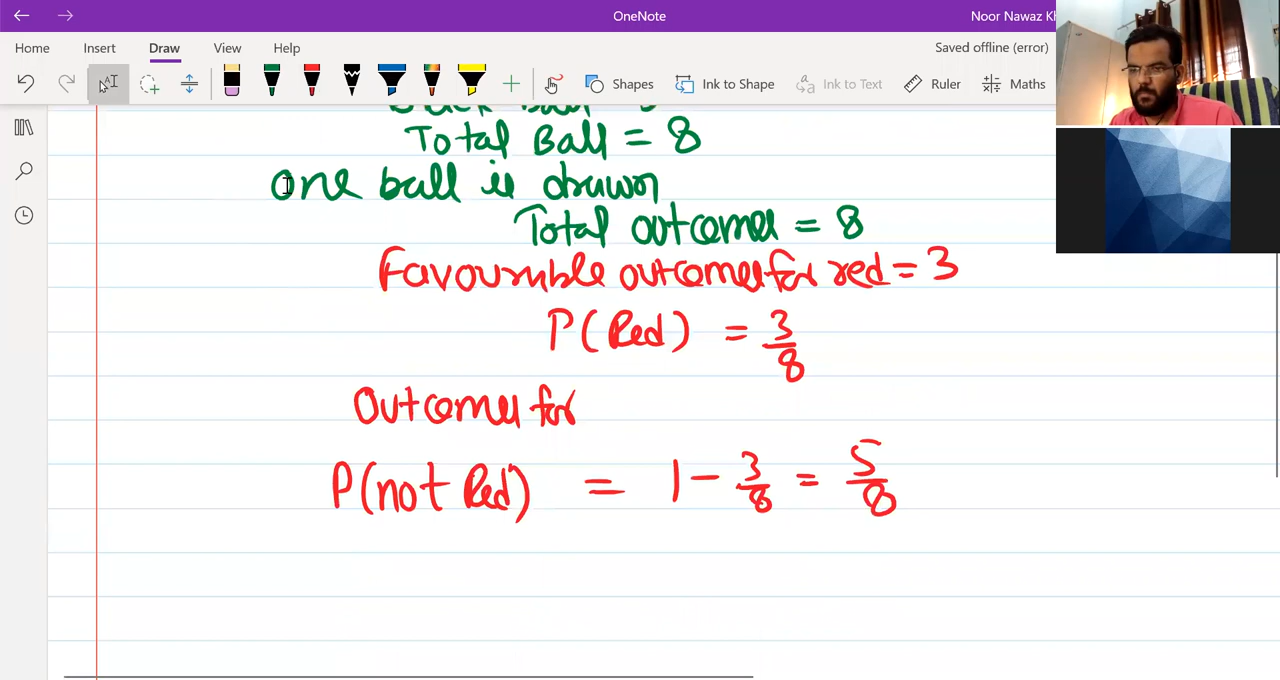 OneNote
Noor Nawaz Kh
Home Insert Draw View Help
Saved offline (error)
Shapes Ink to Shape Ink to Text Ruler Maths
Total Ball = 8
One ball is drawn
Total outcomes = 8
Favourible outcomes for red = 3
P(Red) = 3/8
Outcomes for
P(not Red) = 1 - 3/8 = 5/8